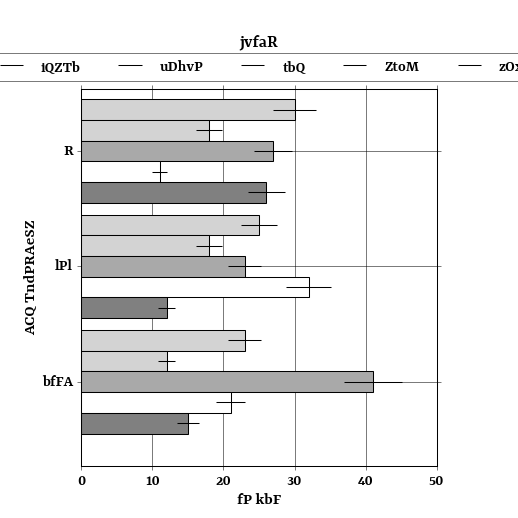 jvfaR
iQZTb uDhvP tbQ ZtoM
R
lPl
bfFA
ACQ TndPRAeSZ
0 10 20 30 40 50
fP kbF